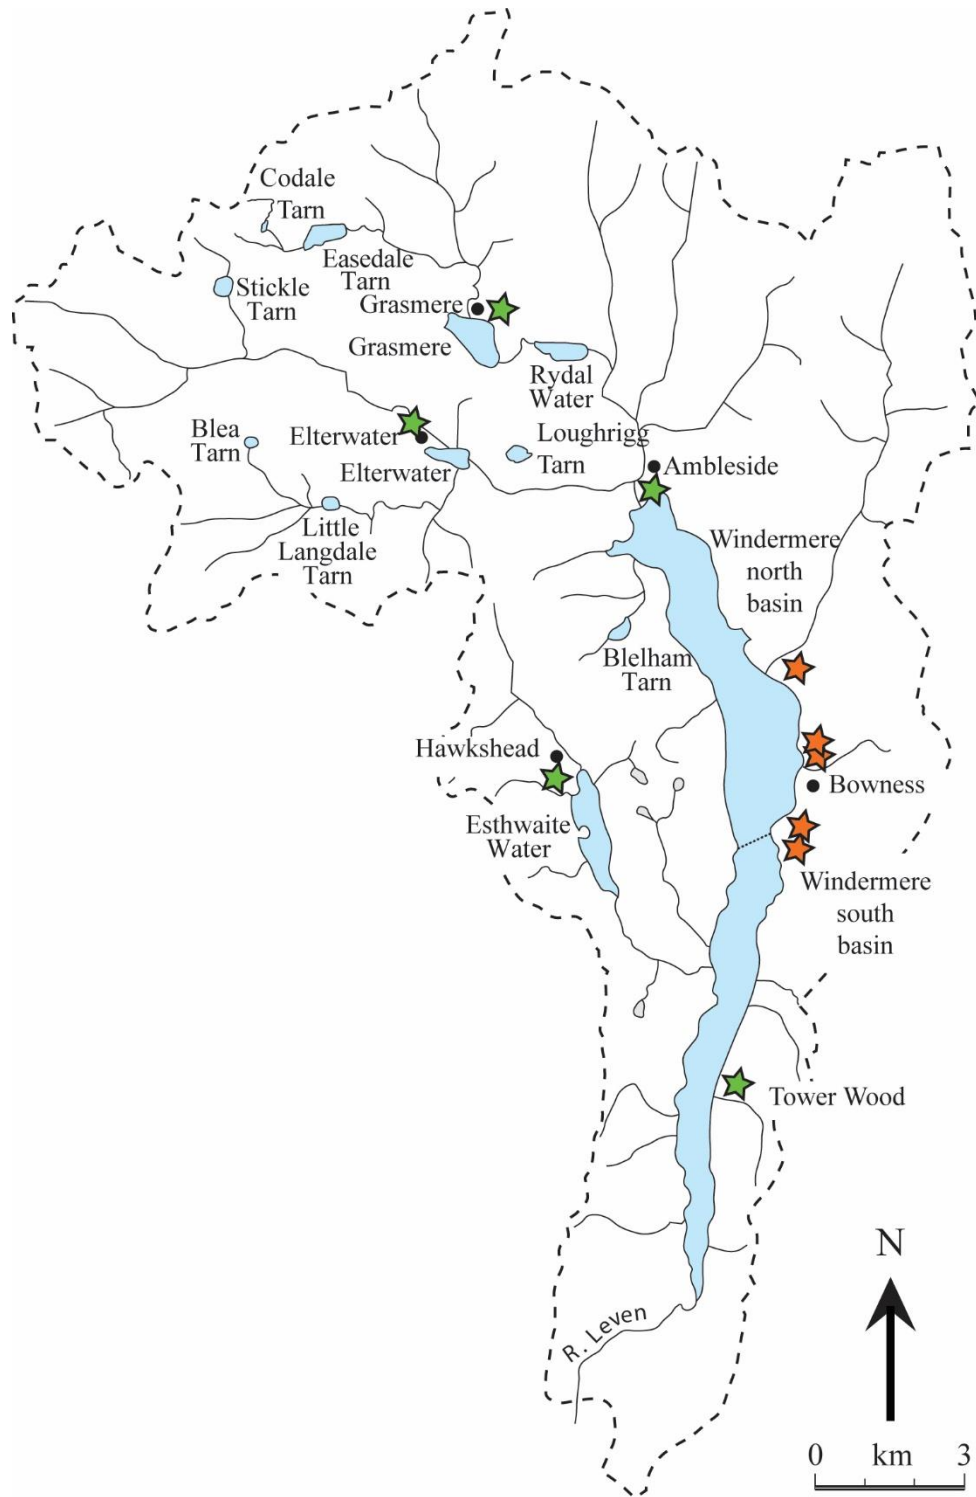 Codale
Tarn
Easedale
Tarn
Stickle
Tarn
Grasmere
Grasmere
Rydal
Water
Blea
Tarn
Elterwater
Elterwater
Loughrigg
Tarn
Ambleside
Little
Langdale
Tarn
Windermere
north
basin
Blelham
Tarn
Hawkshead
Bowness
Esthwaite
Water
Windermere
south
basin
Tower Wood
N
R. Leven
0 km 3